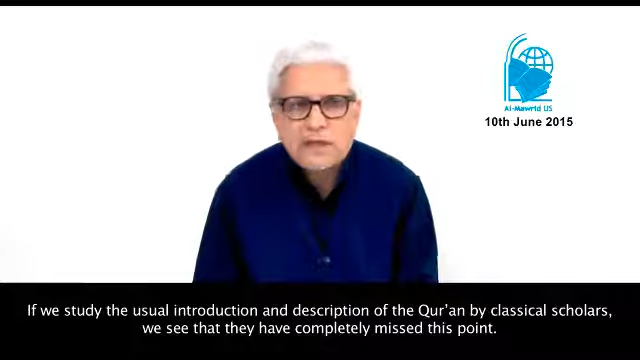 Al-Mawrid US
10th June 2015
If we study the usual introduction and description of the Qur'an by classical scholars,
we see that they have completely missed this point.